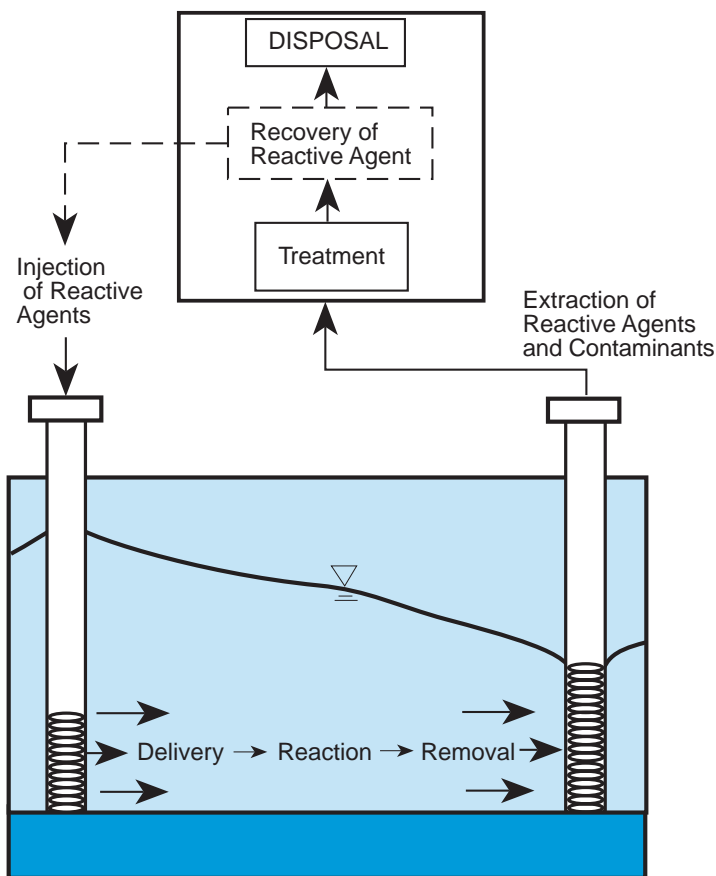 DISPOSAL
Recovery of
Reactive Agent
Treatment
Injection
of Reactive
Agents
Extraction of
Reactive Agents
and Contaminants
Delivery
Reaction
Removal